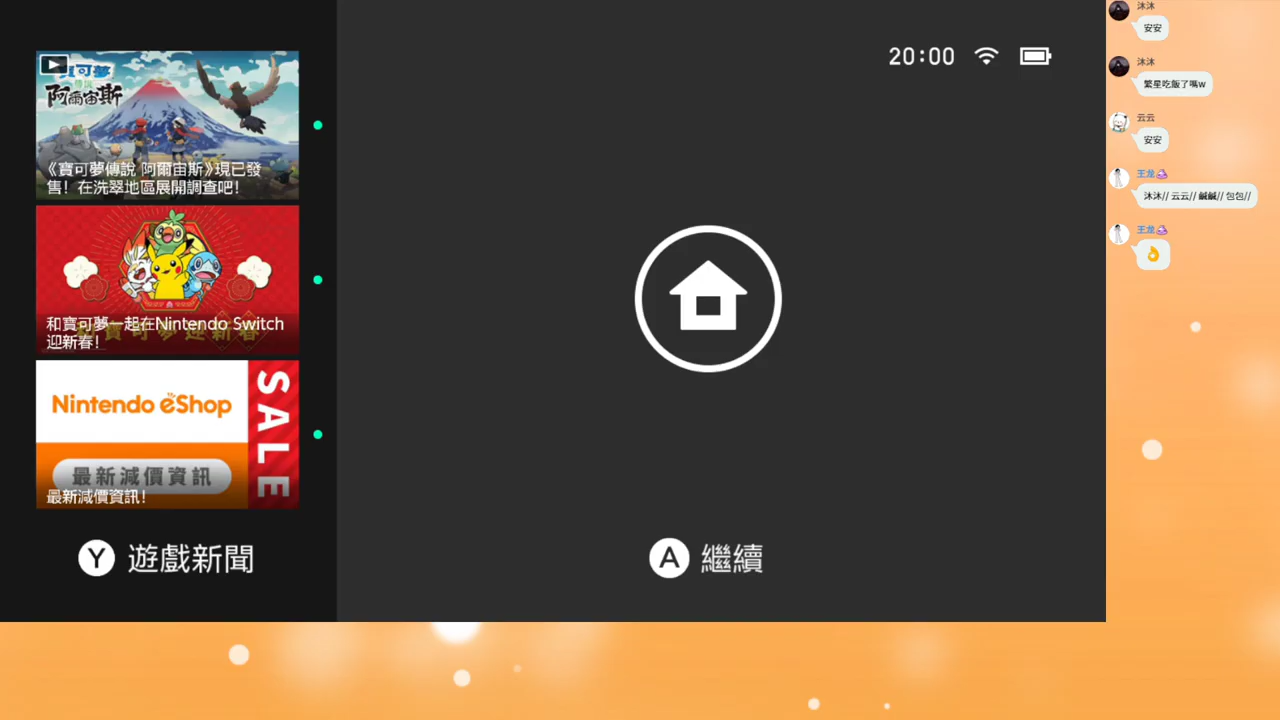 寶可夢
傳說
阿爾宙斯
《寶可夢傳說 阿爾宙斯》現已發
售！在洗翠地區展開調查吧！
和寶可夢一起在Nintendo Switch
迎新春！
Nintendo eShop
SALE
最新減價資訊
最新減價資訊！
Y 遊戲新聞
20:00
A 繼續
沐沐
安安
沐沐
繁星吃飯了嗎w
云云
安安
王龙
沐沐// 云云// 鹹鹹// 包包//
王龙
👌